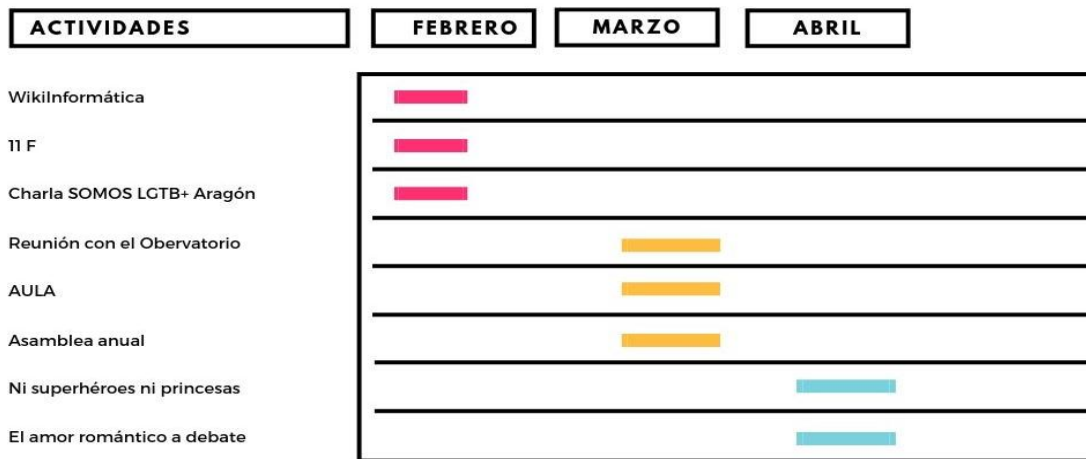 ACTIVIDADES FEBRERO MARZO ABRIL
WikiInformática
11 F
Charla SOMOS LGTB+ Aragón
Reunión con el Obervatorio
AULA
Asamblea anual
Ni superhéroes ni princesas
El amor romántico a debate